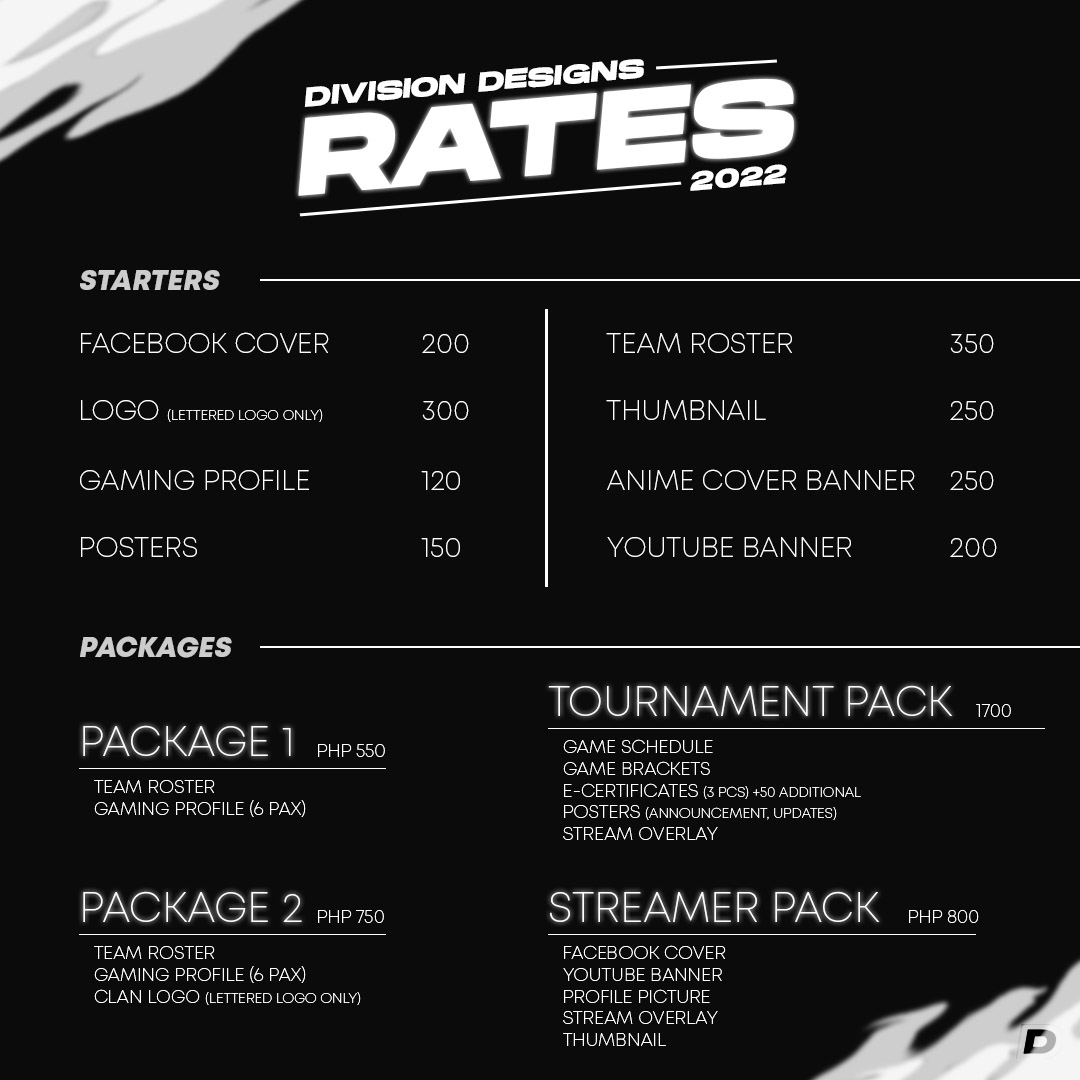 DIVISION DESIGNS
RATES
2022
STARTERS
FACEBOOK COVER 200
LOGO (LETTERED LOGO ONLY) 300
GAMING PROFILE 120
POSTERS 150
TEAM ROSTER 350
THUMBNAIL 250
ANIME COVER BANNER 250
YOUTUBE BANNER 200
PACKAGES
PACKAGE 1 PHP 550
TEAM ROSTER
GAMING PROFILE (6 PAX)
PACKAGE 2 PHP 750
TEAM ROSTER
GAMING PROFILE (6 PAX)
CLAN LOGO (LETTERED LOGO ONLY)
TOURNAMENT PACK 1700
GAME SCHEDULE
GAME BRACKETS
E-CERTIFICATES (3 PCS) +50 ADDITIONAL
POSTERS (ANNOUNCEMENT, UPDATES)
STREAM OVERLAY
STREAMER PACK PHP 800
FACEBOOK COVER
YOUTUBE BANNER
PROFILE PICTURE
STREAM OVERLAY
THUMBNAIL